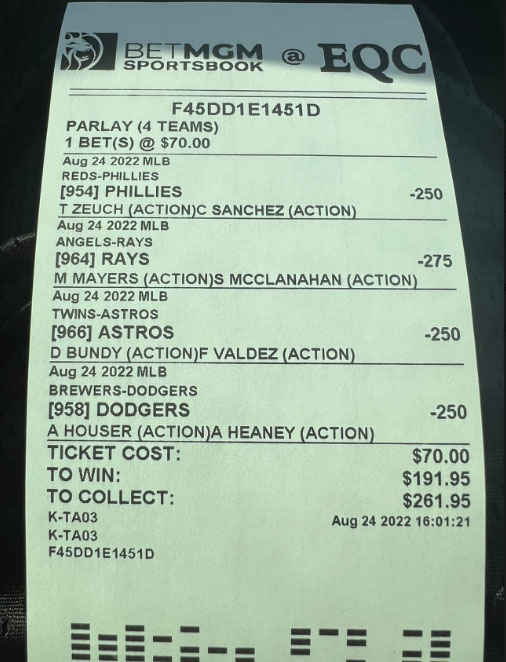 BETMGM @ EQC
SPORTSBOOK
F45DD1E1451D
PARLAY (4 TEAMS)
1 BET(S) @ $70.00
Aug 24 2022 MLB
REDS-PHILLIES
[954] PHILLIES -250
T ZEUCH (ACTION)C SANCHEZ (ACTION)
Aug 24 2022 MLB
ANGELS-RAYS
[964] RAYS -275
M MAYERS (ACTION)S MCCLANAHAN (ACTION)
Aug 24 2022 MLB
TWINS-ASTROS
[966] ASTROS -250
D BUNDY (ACTION)F VALDEZ (ACTION)
Aug 24 2022 MLB
BREWERS-DODGERS
[958] DODGERS -250
A HOUSER (ACTION)A HEANEY (ACTION)
TICKET COST: $70.00
TO WIN: $191.95
TO COLLECT: $261.95
K-TA03 Aug 24 2022 16:01:21
K-TA03
F45DD1E1451D